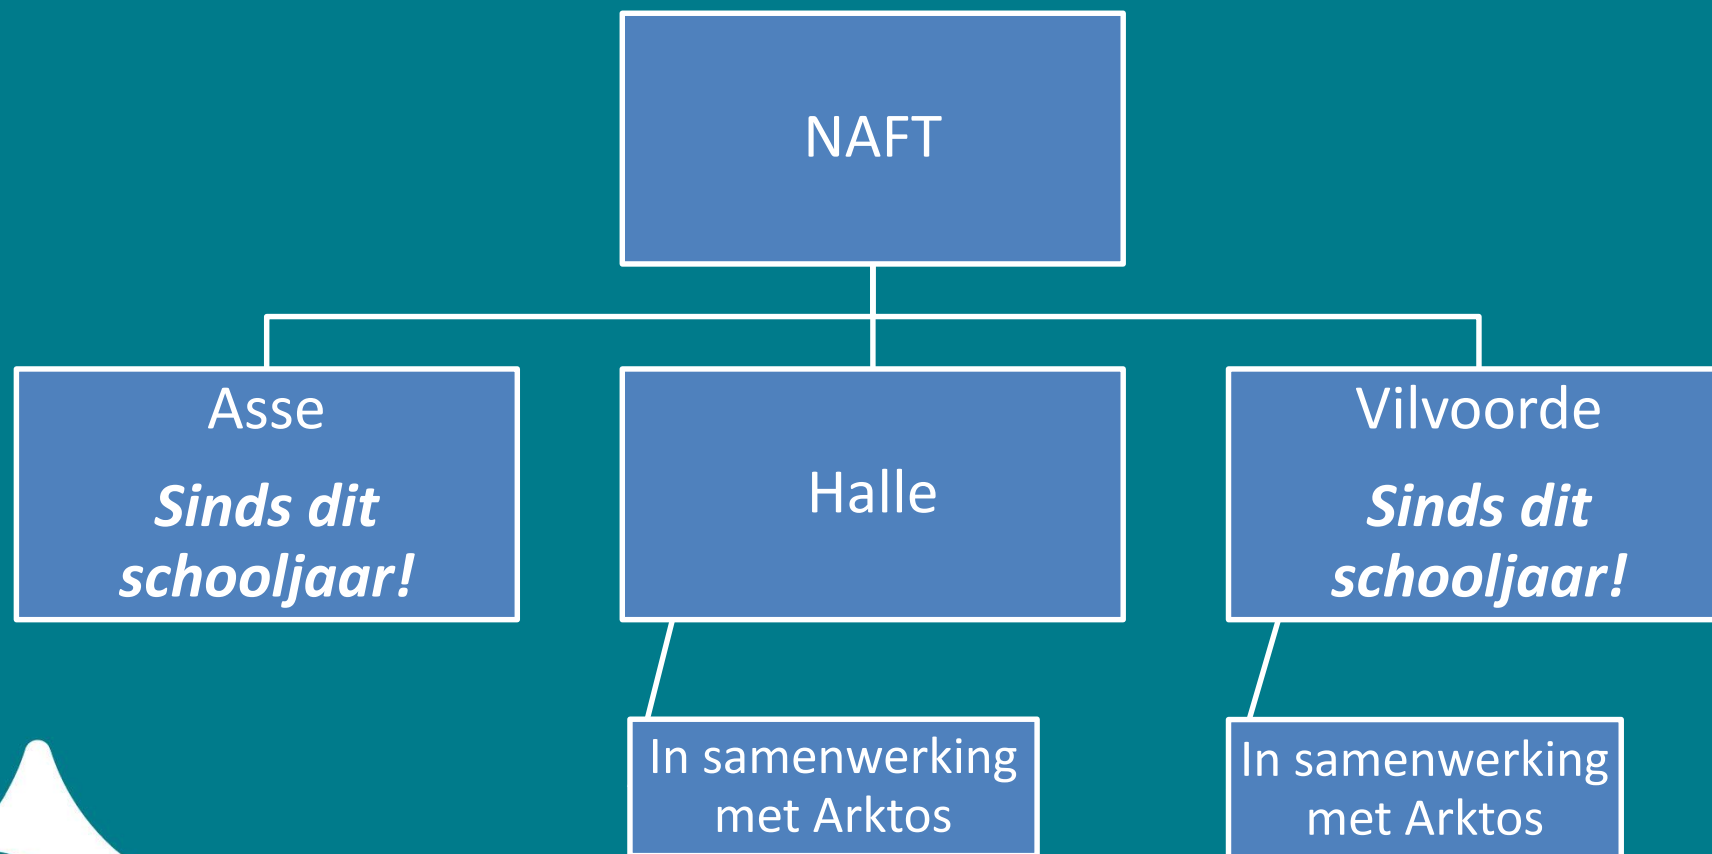 NAFT
Asse
Sinds dit
schooljaar!
Halle
Vilvoorde
Sinds dit
schooljaar!
In samenwerking
met Arktos
In samenwerking
met Arktos